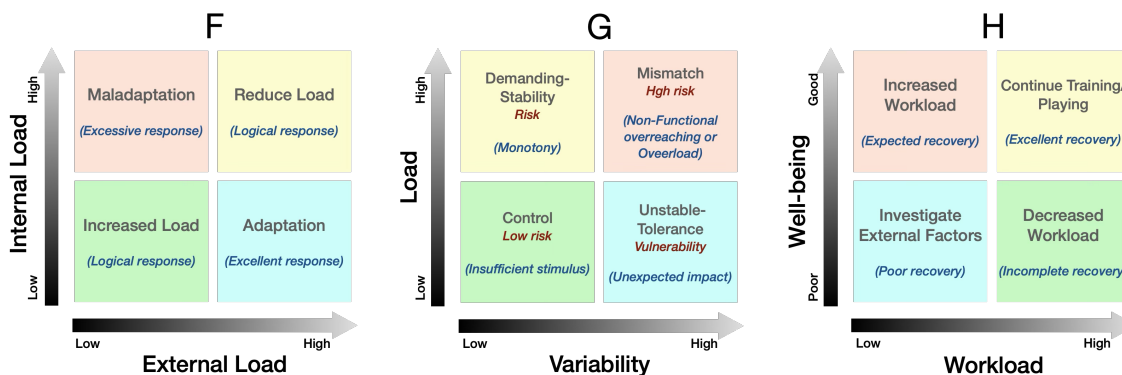 F
High
Internal Load
Low
Maladaptation
(Excessive response)
Reduce Load
(Logical response)
Increased Load
(Logical response)
Adaptation
(Excellent response)
Low
High
External Load
G
High
Load
Low
Demanding-
Stability
Risk
(Monotony)
Mismatch
Hgh risk
(Non-Functional
overreaching or
Oveerload)
Control
Low risk
(Insufficient stimulus)
Unstable-
Tolerance
Vulnerability
(Unexpected impact)
Low
High
Variability
H
Good
Well-being
Poor
Increased
Workload
(Expected recovery)
Continue Training/
Playing
(Excellent recovery)
Investigate
External Factors
(Poor recovery)
Decreased
Workload
(Incomplete recovery
Low
High
Workload